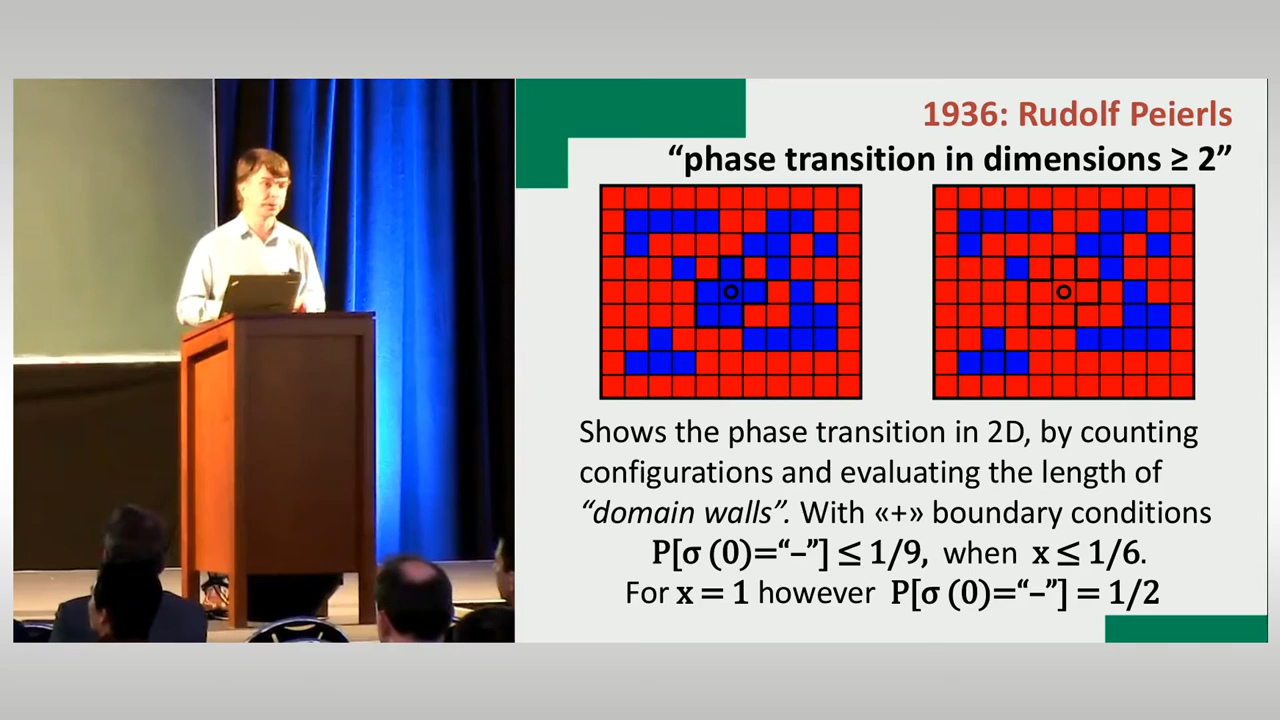 1936: Rudolf Peierls
“phase transition in dimensions ≥ 2”
Shows the phase transition in 2D, by counting
configurations and evaluating the length of
“domain walls”. With «+» boundary conditions
P[σ (0)=“–”] ≤ 1/9, when x ≤ 1/6.
For x = 1 however P[σ (0)=“–”] = 1/2